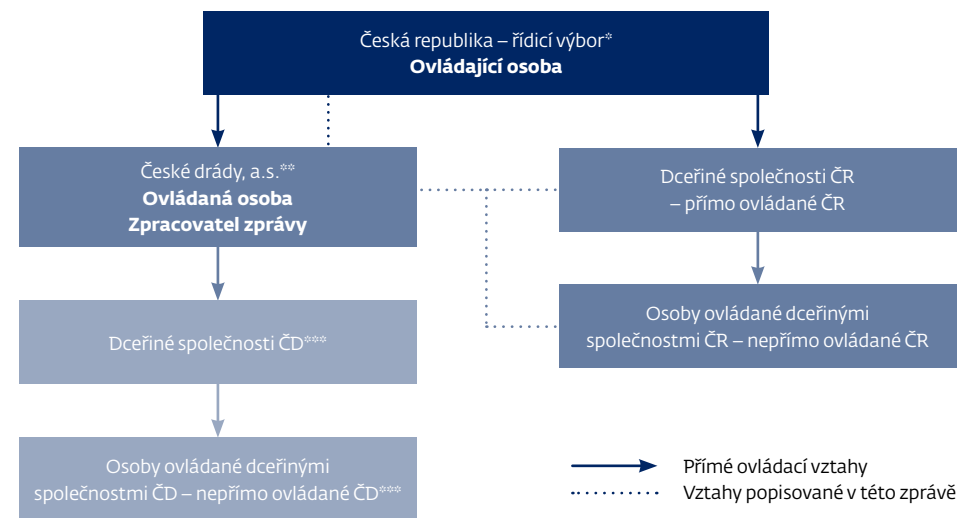 Česká republika – řídicí výbor*
Ovládající osoba
České drády, a.s.**
Ovládaná osoba
Zpracovatel zprávy
Dceřiné společnosti ČR
– přímo ovládané ČR
Dceřiné společnosti ČD***
Osoby ovládané dceřinými
společnostmi ČR – nepřímo ovládané ČR
Osoby ovládané dceřinými
společnostmi ČD – nepřímo ovládané ČD***
Přímé ovládací vztahy
Vztahy popisované v této zprávě